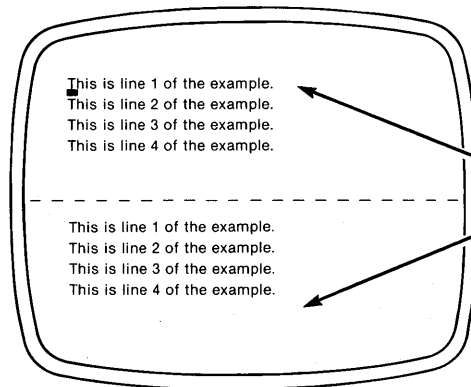 This is line 1 of the example.
This is line 2 of the example.
This is line 3 of the example.
This is line 4 of the example.
This is line 1 of the example.
This is line 2 of the example.
This is line 3 of the example.
This is line 4 of the example.